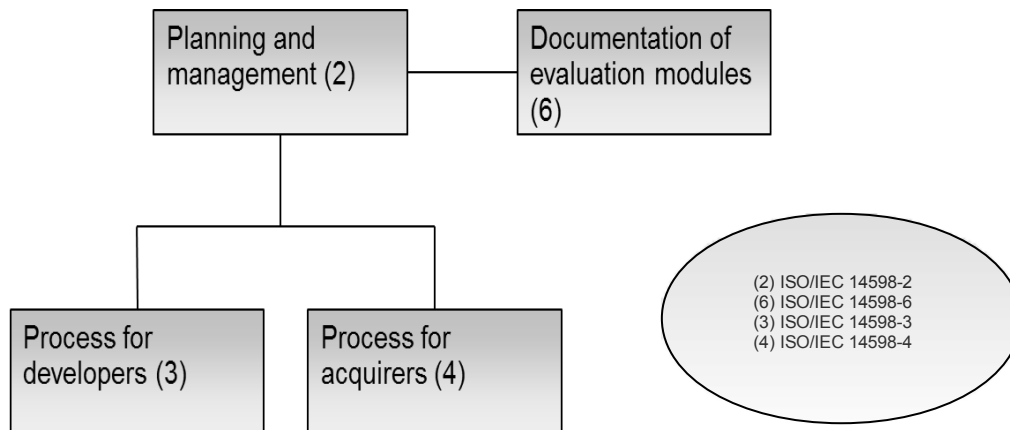 Planning and
management (2)
Documentation of
evaluation modules
(6)
Process for
developers (3)
Process for
acquirers (4)
(2) ISO/IEC 14598-2
(6) ISO/IEC 14598-6
(3) ISO/IEC 14598-3
(4) ISO/IEC 14598-4